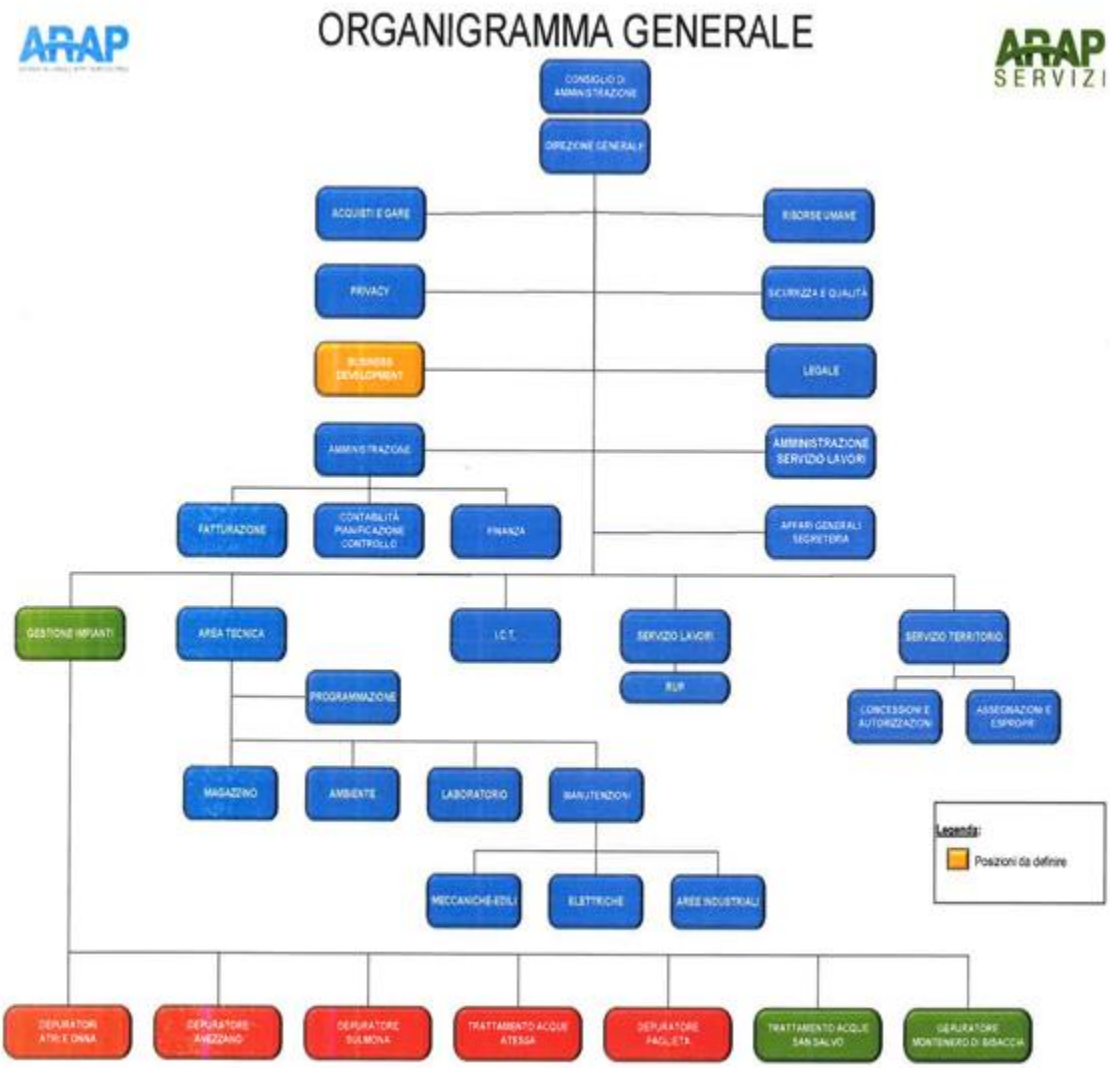 ORGANIGRAMMA GENERALE
ARAP
ARAP
SERVIZI
CONSIGLIO DI
AMMINISTRAZIONE
DIREZIONE GENERALE
ACQUISTI E GARE
RISORSE UMANE
PRIVACY
SICUREZZA E QUALITÀ
BUSINESS
DEVELOPMENT
LEGALE
AMMINISTRAZIONE
AMMINISTRAZIONE
SERVIZIO LAVORI
FATTURAZIONE
CONTABILITÀ
PIANIFICAZIONE
CONTROLLO
FINANZA
AFFARI GENERALI
SEGRETERIA
GESTIONE IMPIANTI
AREA TECNICA
I.C.T.
SERVIZIO LAVORI
SERVIZIO TERRITORIO
RUP
PROGRAMMAZIONE
CONCESSIONI E
AUTORIZZAZIONI
ASSEGNAZIONI E
ESPROPRI
MAGAZZINO
AMBIENTE
LABORATORIO
MANUTENZIONI
Legenda:
Posizioni da definire
MECCANICHE-EDILI
ELETTRICHE
AREE INDUSTRIALI
DEPURATORI
ATRI E ONNA
DEPURATORE
AVEZZANO
DEPURATORE
SULMONA
TRATTAMENTO ACQUE
ATESSA
DEPURATORE
PAGLIETA
TRATTAMENTO ACQUE
SAN SALVO
DEPURATORE
MONTENERO DI BISACCIA